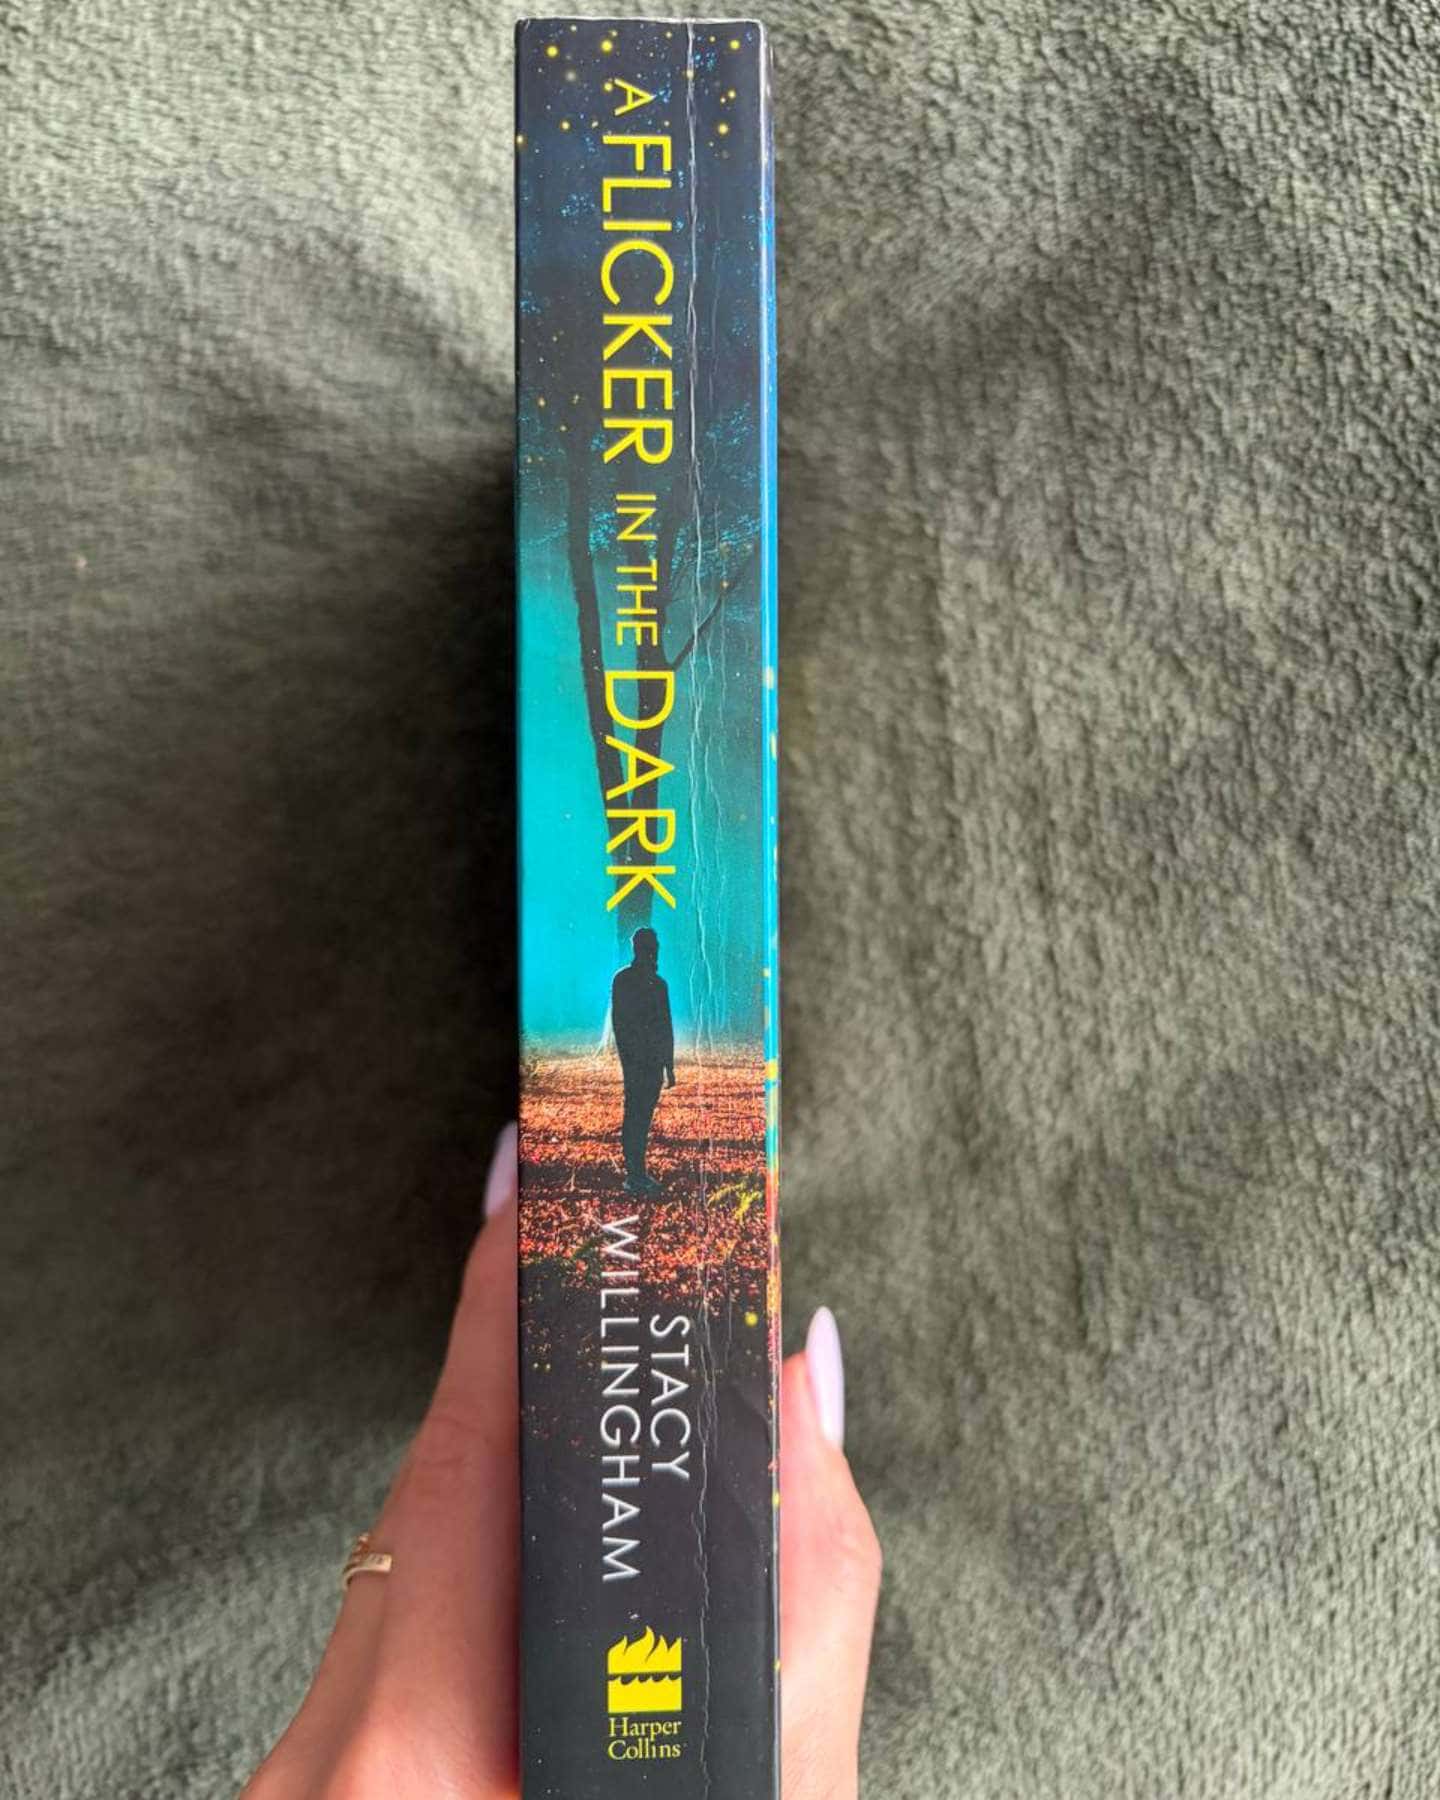 A FLICKER IN THE DARK
STACY
WILLINGHAM
Harper
Collins